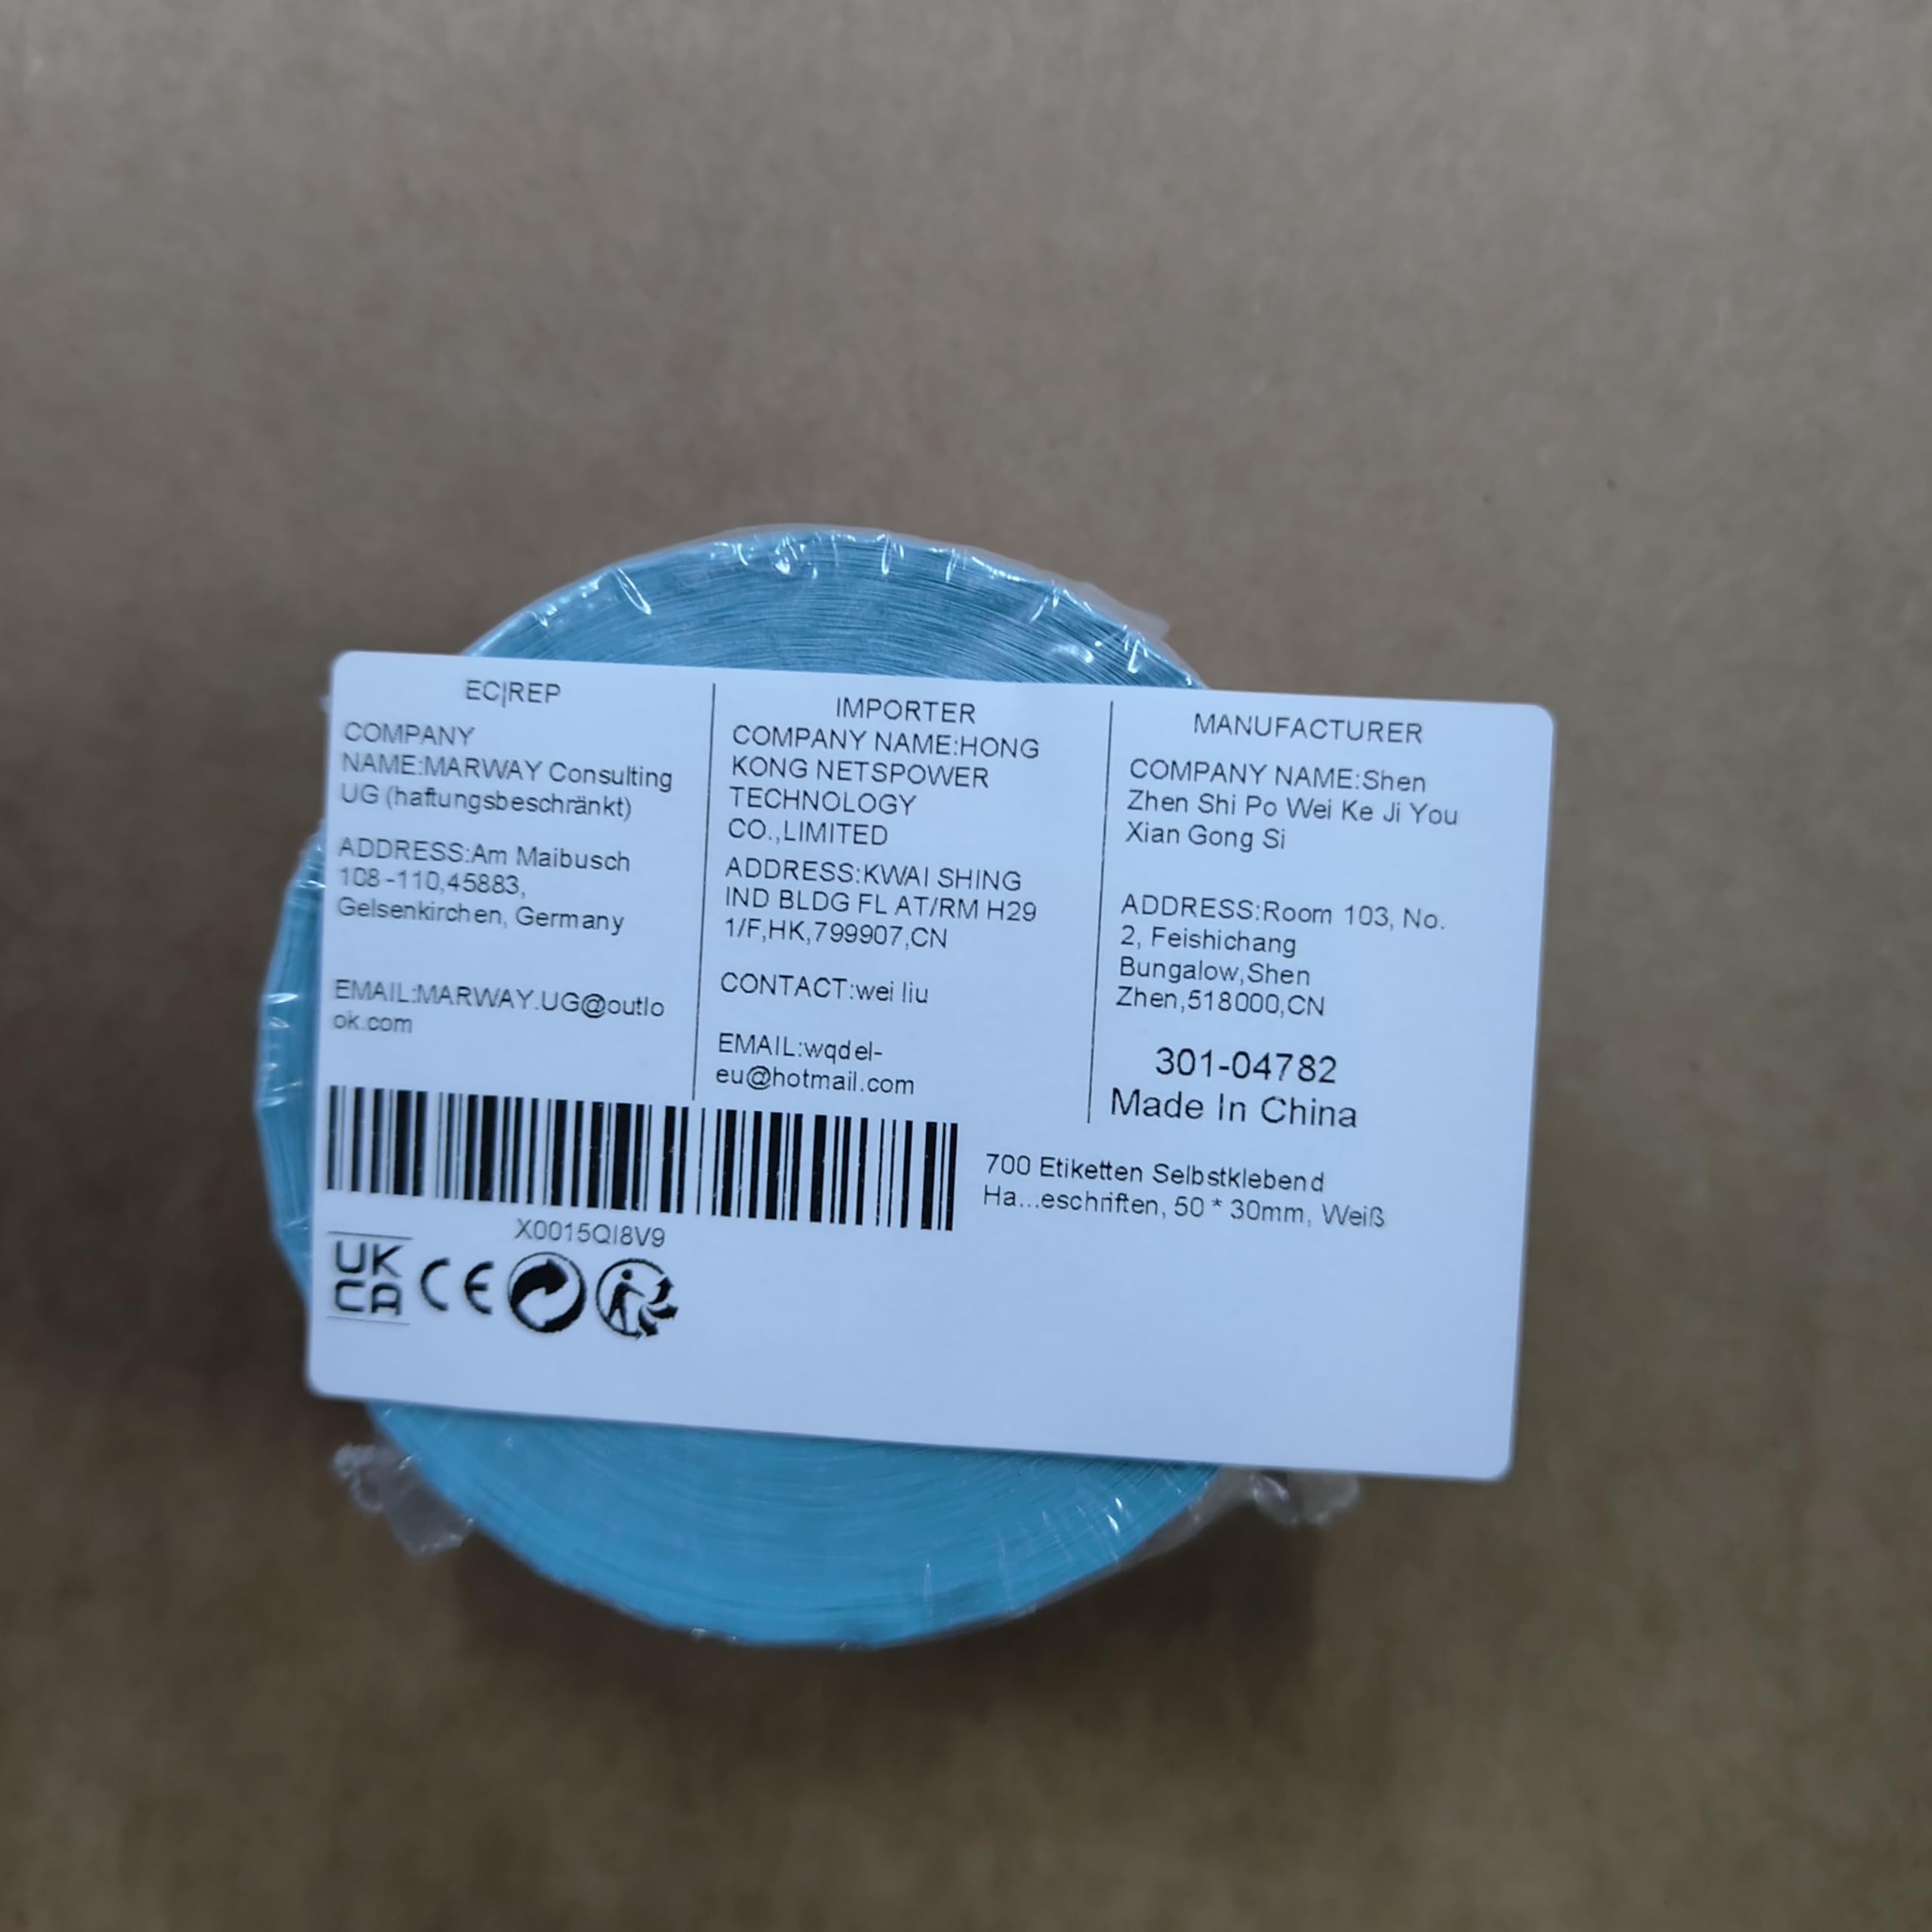 EC|REP
COMPANY
NAME:MARWAY Consulting
UG (haftungsbeschränkt)
ADDRESS:Am Maibusch
108-110,45883,
Gelsenkirchen, Germany
EMAIL:MARWAY.UG@outlo
ok.com
IMPORTER
COMPANY NAME:HONG
KONG NETSPOWER
TECHNOLOGY
CO.,LIMITED
ADDRESS:KWAI SHING
IND BLDG FL AT/RM H29
1/F,HK,799907,CN
CONTACT:wei liu
EMAIL:wqdel-
eu@hotmail.com
MANUFACTURER
COMPANY NAME:Shen
Zhen Shi Po Wei Ke Ji You
Xian Gong Si
ADDRESS:Room 103, No.
2, Feishichang
Bungalow,Shen
Zhen,518000,CN
301-04782
Made In China
X0015QI8V9
700 Etiketten Selbstklebend
Ha...eschriften, 50 * 30mm, Weiß
UK
CA
CE